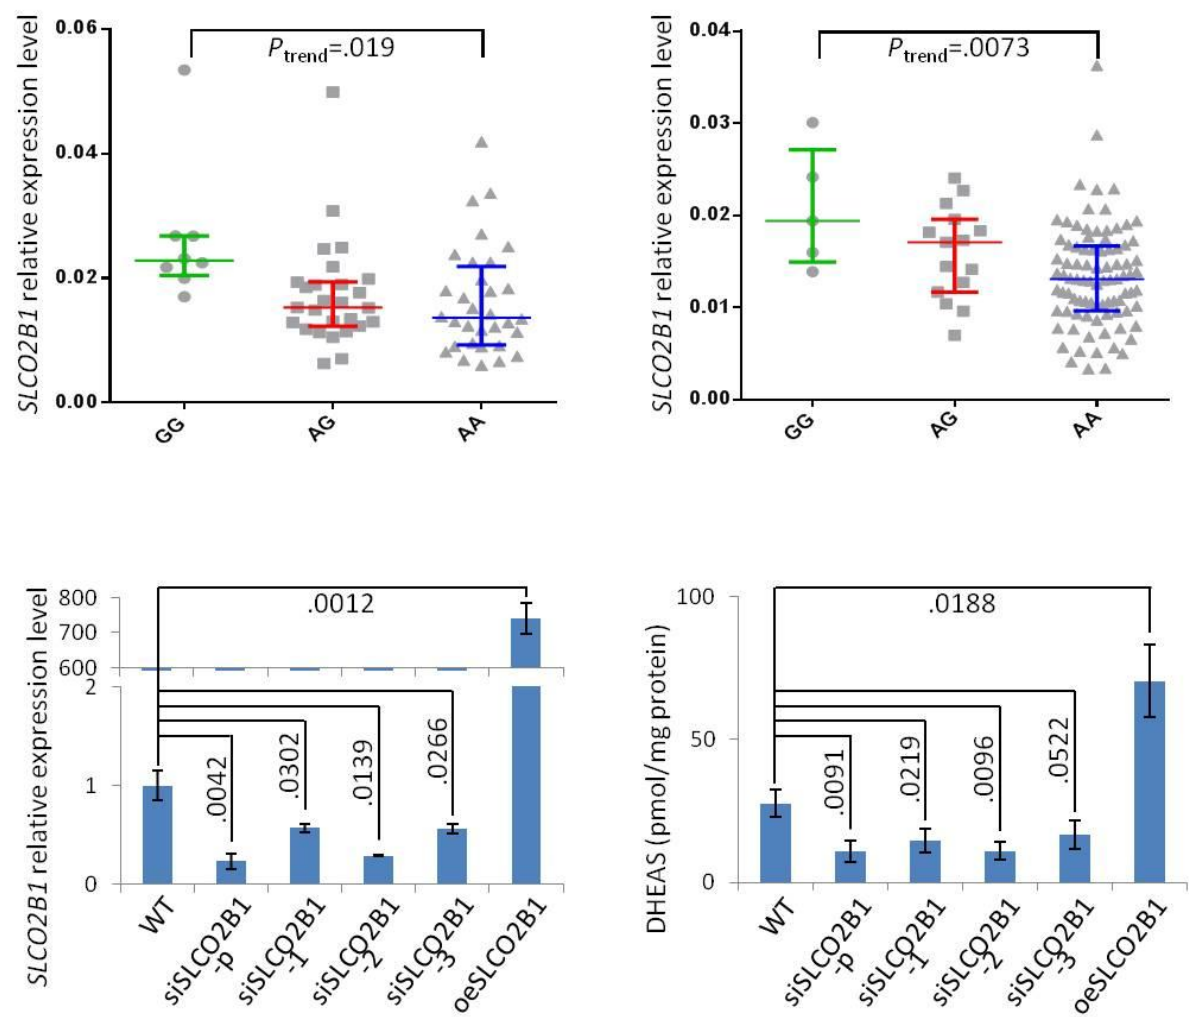 SLCO2B1 relative expression level
0.06
0.04
0.02
0.00
Ptrend=.019
GG
AG
AA
SLCO2B1 relative expression level
0.04
0.03
0.02
0.01
0.00
Ptrend=.0073
GG
AG
AA
SLCO2B1 relative expression level
800
700
600
2
1
0
.0012
.0042
.0302
.0139
.0266
WT
siSLCO2B1
-p
siSLCO2B1
-1
siSLCO2B1
-2
siSLCO2B1
-3
oeSLCO2B1
DHEAS (pmol/mg protein)
100
50
0
.0188
.0091
.0219
.0096
.0522
WT
siSLCO2B1
-p
siSLCO2B1
-1
siSLCO2B1
-2
siSLCO2B1
-3
oeSLCO2B1